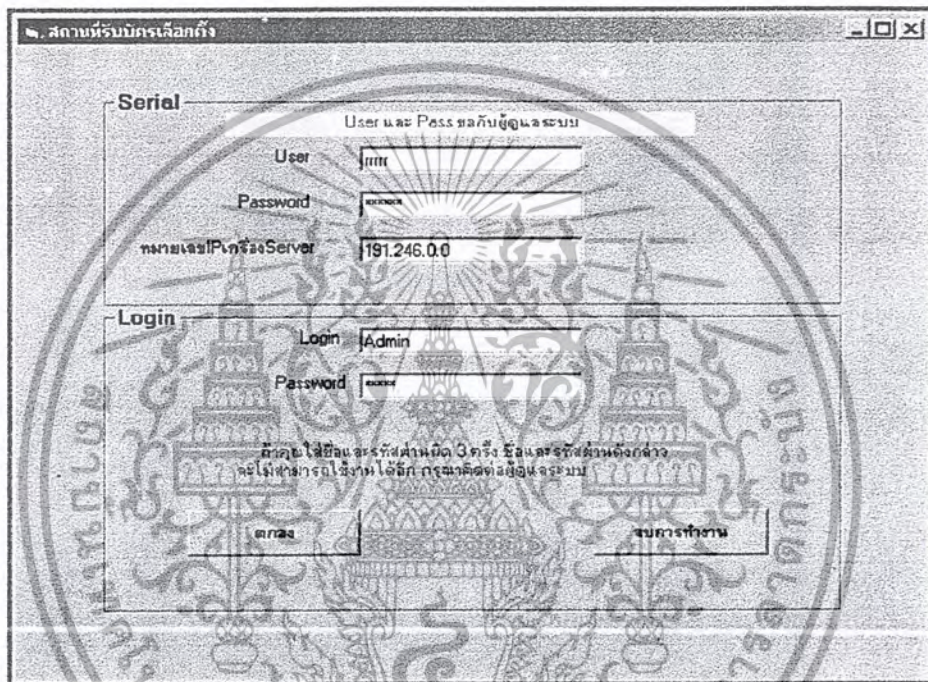 สถานที่รับบัตรเลือกตั้ง
Serial
User และ Pass ขอกับผู้ดูแลระบบ
User rrrrr
Password ××××××
หมายเลขIPเครื่องServer 191.246.0.0
Login
Login Admin
Password ×××××
ถ้าคุณใส่ชื่อและรหัสผ่านผิด 3 ครั้ง ชื่อและรหัสผ่านดังกล่าว
จะไม่สามารถใช้งานได้อีก กรุณาติดต่อผู้ดูแลระบบ
ตกลง จบการทำงาน